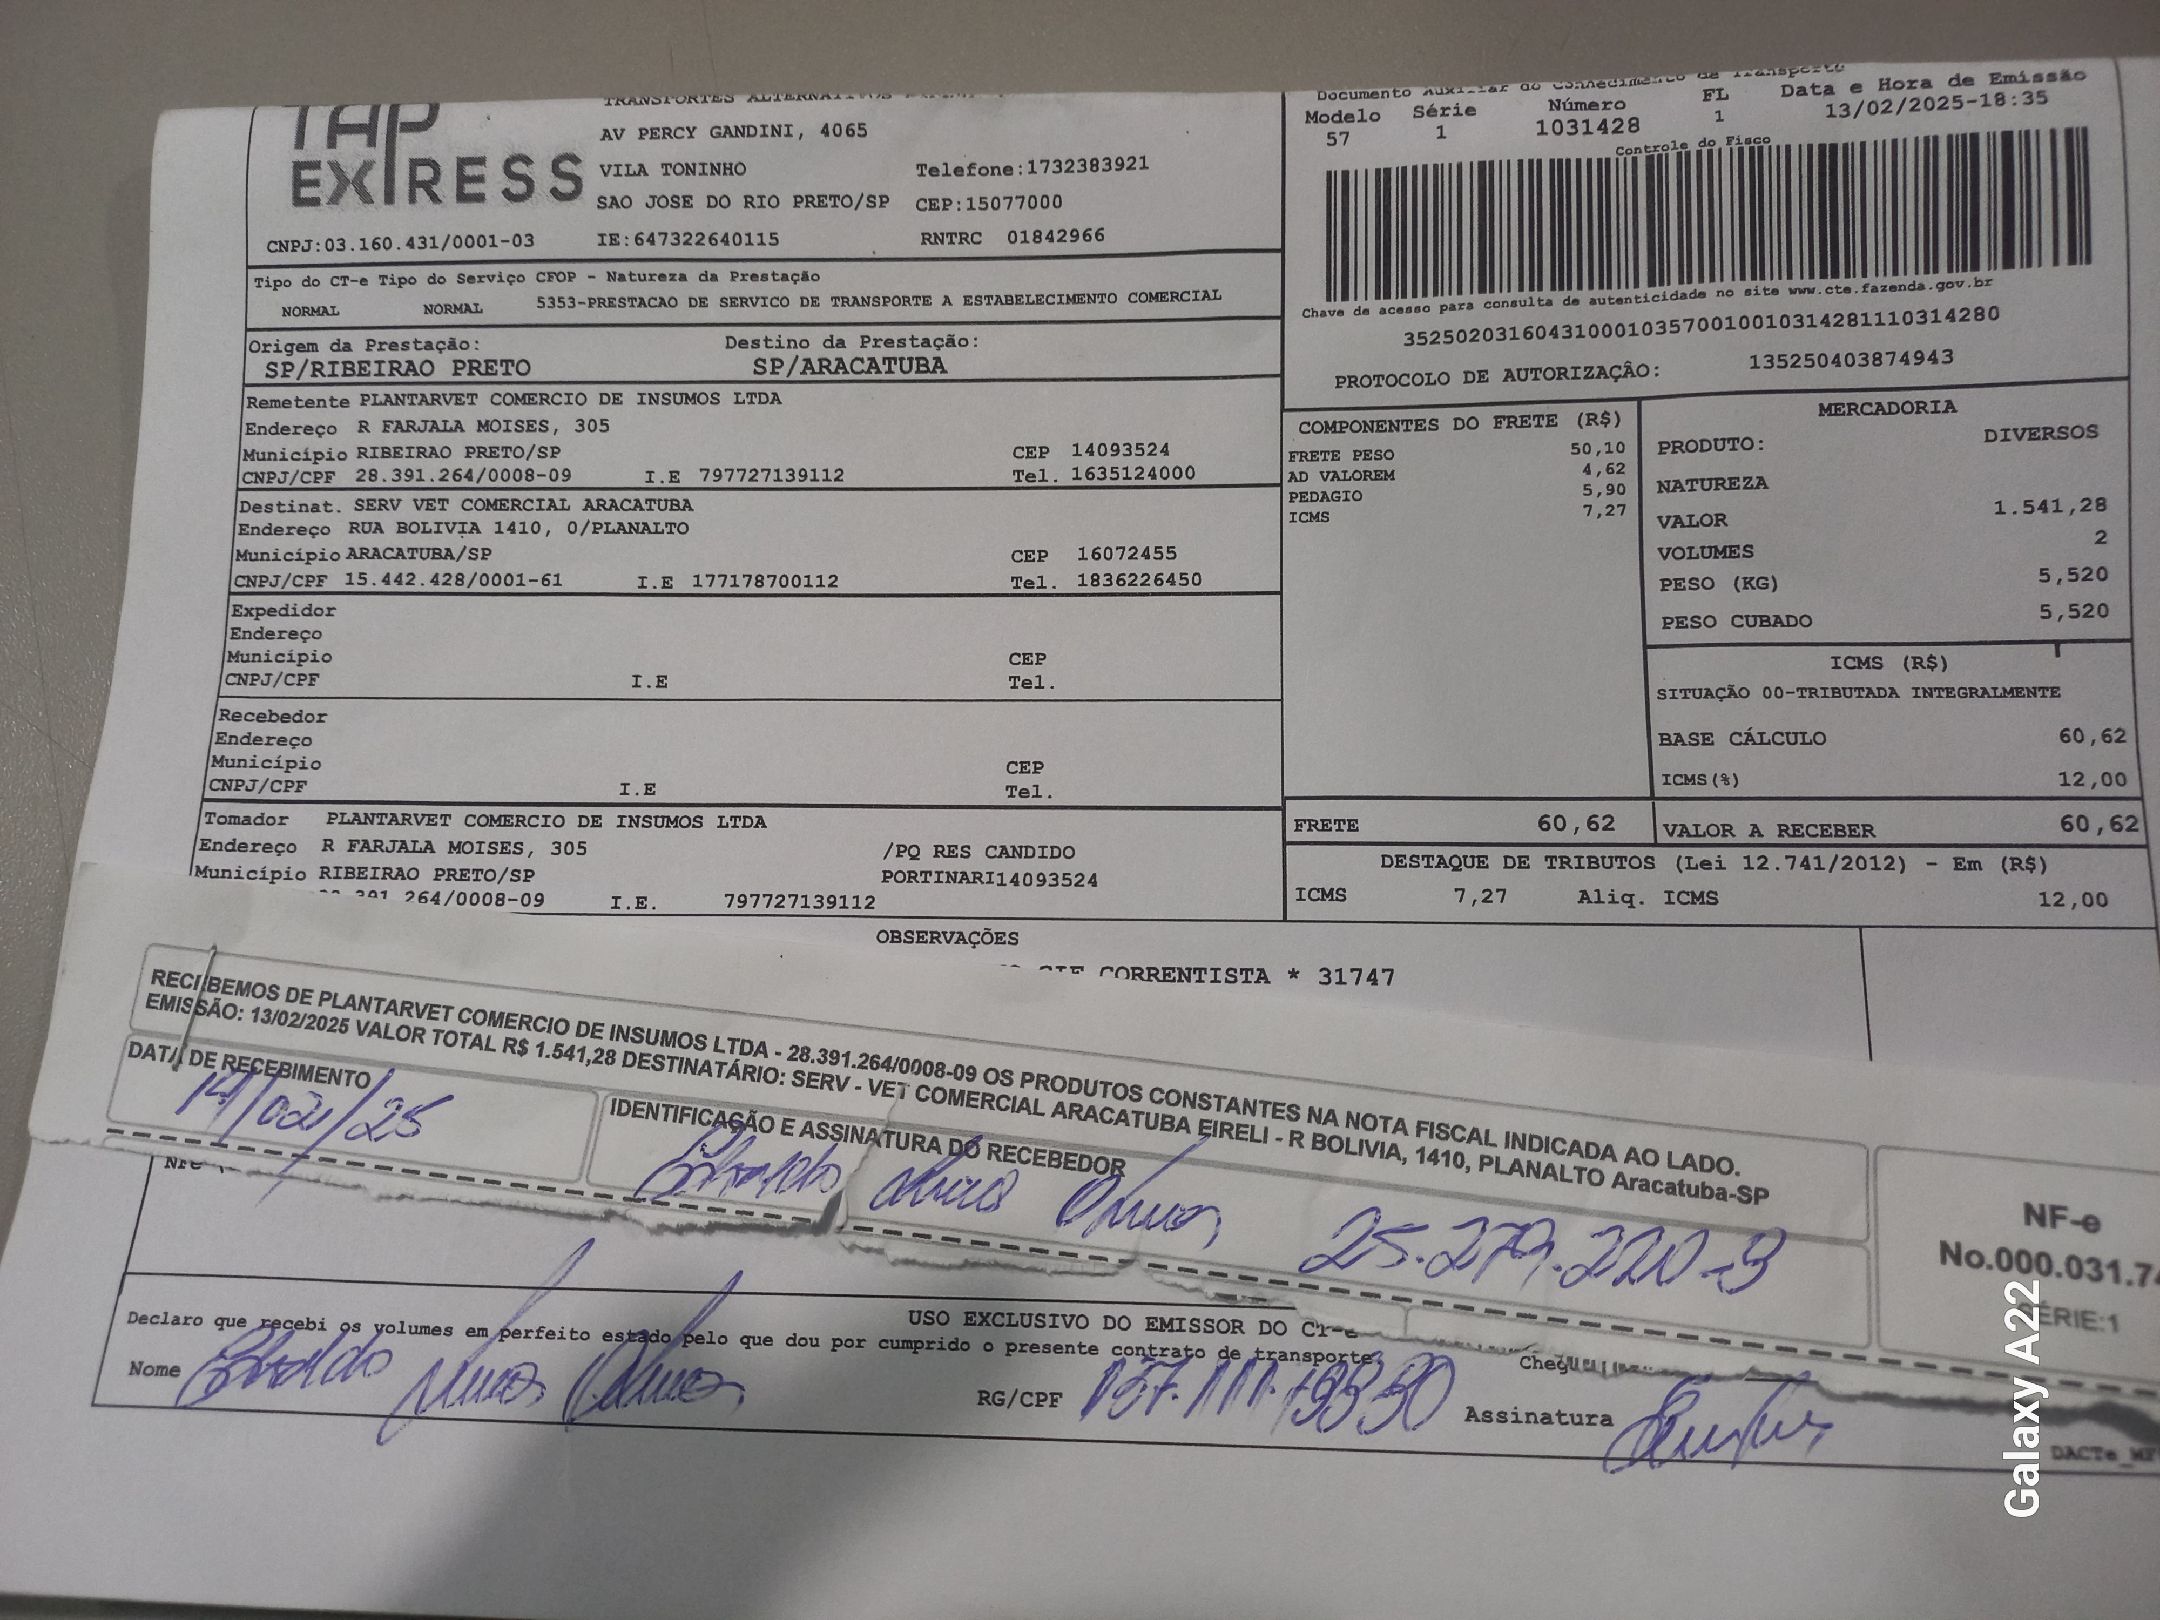 TAP
EXPRESS
TRANSPORTES
AV PERCY GANDINI, 4065
VILA TONINHO Telefone:1732383921
SAO JOSE DO RIO PRETO/SP CEP:15077000
CNPJ:03.160.431/0001-03 IE:647322640115 RNTRC 01842966
Documento Auxiliar do Conhecimento de Transporte
Modelo Série Número FL Data e Hora de Emissão
57 1 1031428 1 13/02/2025-18:35
Controle do Fisco
Chave de acesso para consulta de autenticidade no site www.cte.fazenda.gov.br
35250203160431000103570010010314281110314280
PROTOCOLO DE AUTORIZAÇÃO: 135250403874943
Tipo do CT-e Tipo do Serviço CFOP - Natureza da Prestação
NORMAL NORMAL 5353-PRESTACAO DE SERVICO DE TRANSPORTE A ESTABELECIMENTO COMERCIAL
Origem da Prestação: Destino da Prestação:
SP/RIBEIRAO PRETO SP/ARACATUBA
Remetente PLANTARVET COMERCIO DE INSUMOS LTDA
Endereço R FARJALA MOISES, 305
Município RIBEIRAO PRETO/SP CEP 14093524
CNPJ/CPF 28.391.264/0008-09 I.E 797727139112 Tel. 1635124000
Destinat. SERV VET COMERCIAL ARACATUBA
Endereço RUA BOLIVIA 1410, 0/PLANALTO
Município ARACATUBA/SP CEP 16072455
CNPJ/CPF 15.442.428/0001-61 I.E 177178700112 Tel. 1836226450
Expedidor
Endereço
Município CEP
CNPJ/CPF I.E Tel.
Recebedor
Endereço
Município CEP
CNPJ/CPF I.E Tel.
Tomador PLANTARVET COMERCIO DE INSUMOS LTDA
Endereço R FARJALA MOISES, 305 /PQ RES CANDIDO
Município RIBEIRAO PRETO/SP PORTINARI14093524
264/0008-09 I.E. 797727139112
COMPONENTES DO FRETE (R$)
FRETE PESO 50,10
AD VALOREM 4,62
PEDAGIO 5,90
ICMS 7,27
MERCADORIA
PRODUTO: DIVERSOS
NATUREZA
VALOR 1.541,28
VOLUMES 2
PESO (KG) 5,520
PESO CUBADO 5,520
ICMS (R$)
SITUAÇÃO 00-TRIBUTADA INTEGRALMENTE
BASE CÁLCULO 60,62
ICMS(%) 12,00
FRETE 60,62 VALOR A RECEBER 60,62
DESTAQUE DE TRIBUTOS (Lei 12.741/2012) - Em (R$)
ICMS 7,27 Aliq. ICMS 12,00
OBSERVAÇÕES
CIF CORRENTISTA * 31747
RECEBEMOS DE PLANTARVET COMERCIO DE INSUMOS LTDA - 28.391.264/0008-09 OS PRODUTOS CONSTANTES NA NOTA FISCAL INDICADA AO LADO.
EMISSÃO: 13/02/2025 VALOR TOTAL R$ 1.541,28 DESTINATÁRIO: SERV - VET COMERCIAL ARACATUBA EIRELI - R BOLIVIA, 1410, PLANALTO Aracatuba-SP
DATA DE RECEBIMENTO
14/02/25
IDENTIFICAÇÃO E ASSINATURA DO RECEBEDOR
NF-e
SÉRIE:1
USO EXCLUSIVO DO EMISSOR DO CT-e
Declaro que recebi os volumes em perfeito estado pelo que dou por cumprido o presente contrato de transporte
Nome
RG/CPF
Assinatura
Galaxy A22